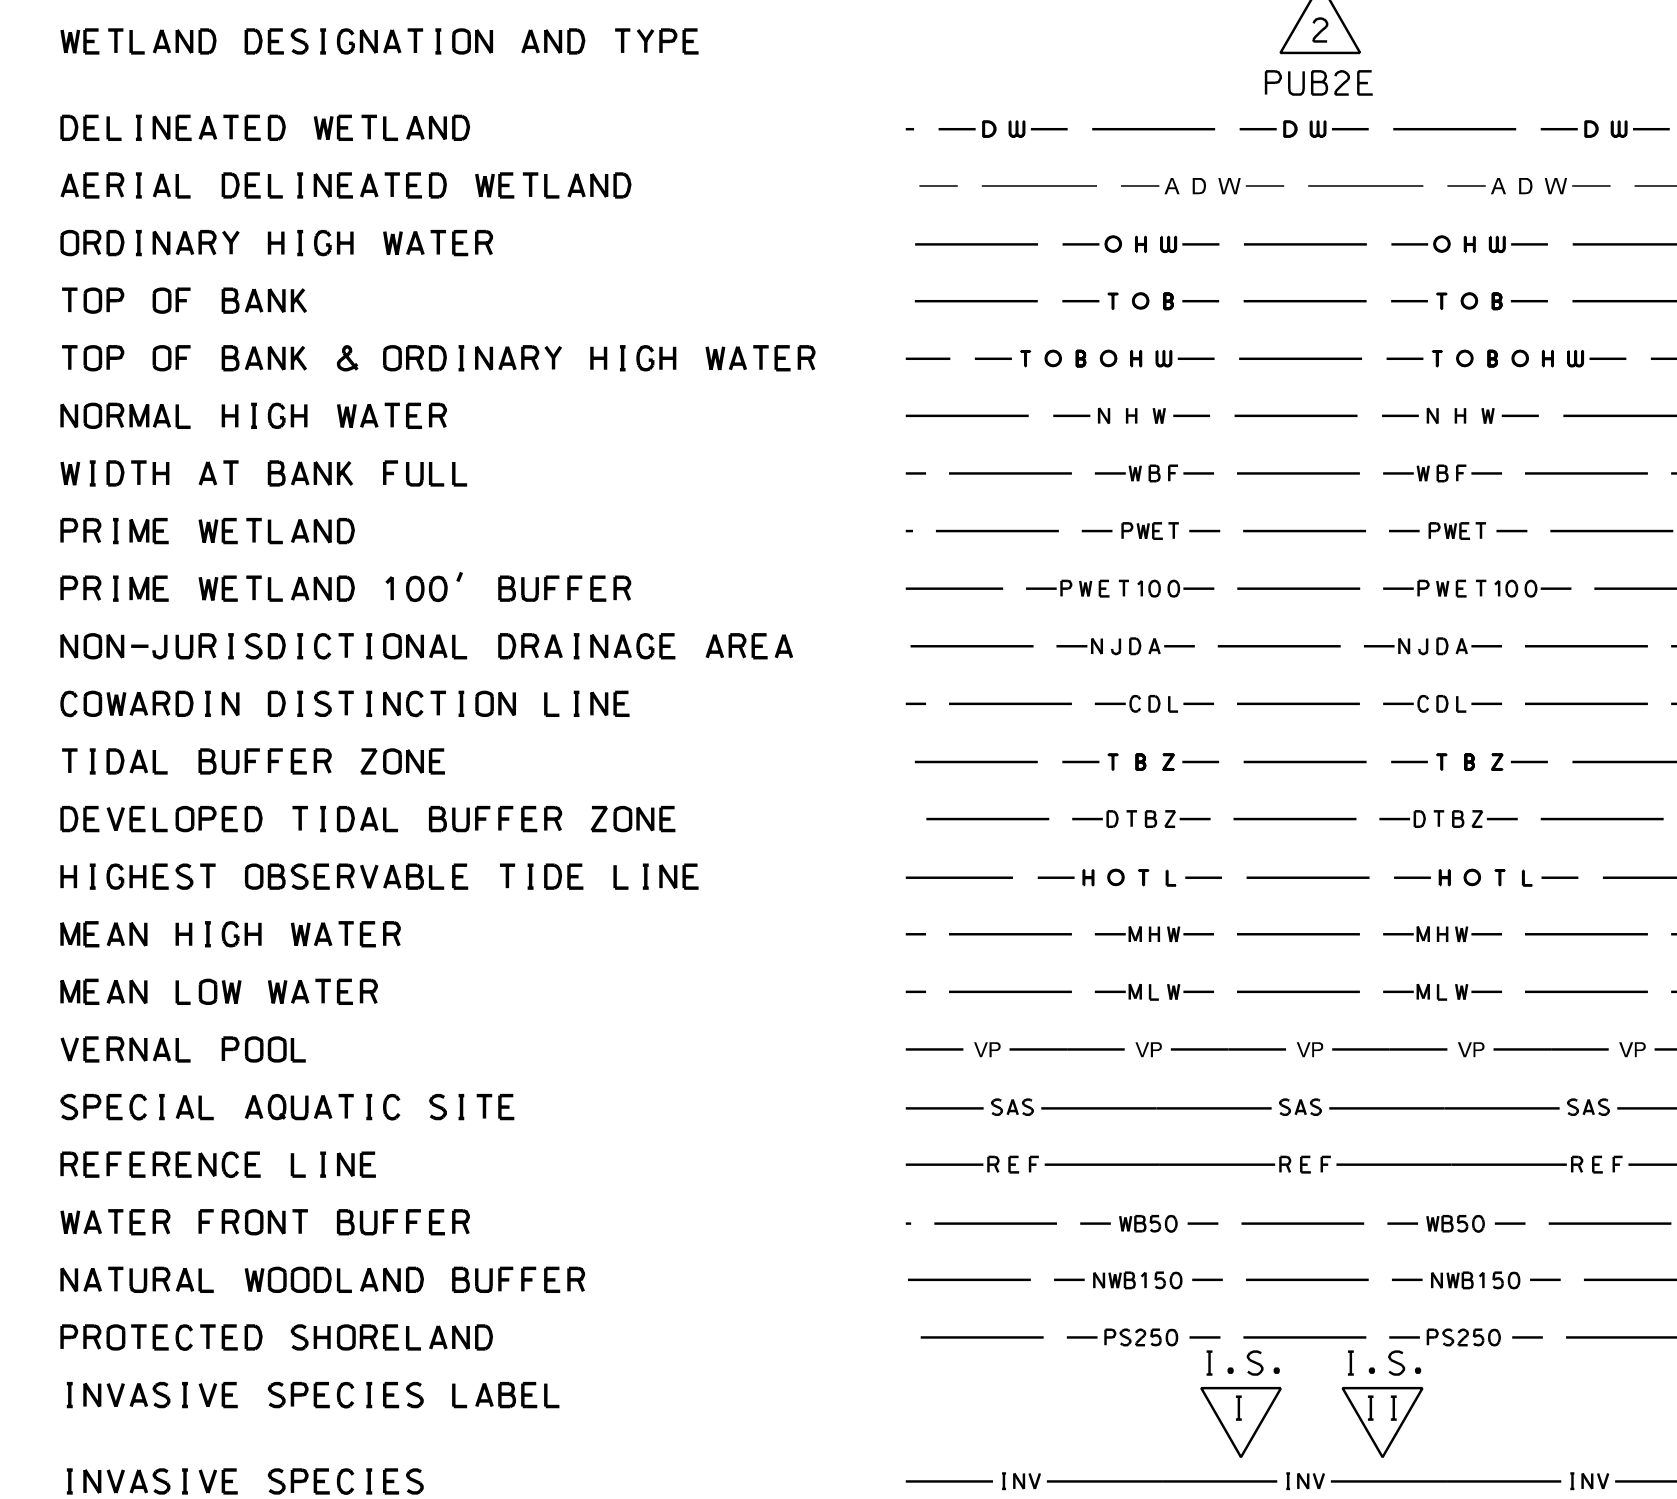 WETLAND DESIGNATION AND TYPE 2
PUB2E
DELINEATED WETLAND DW DW DW
AERIAL DELINEATED WETLAND ADW ADW
ORDINARY HIGH WATER OHW OHW
TOP OF BANK TOB TOB
TOP OF BANK & ORDINARY HIGH WATER TOBOHW TOBOHW
NORMAL HIGH WATER NHW NHW
WIDTH AT BANK FULL WBF WBF
PRIME WETLAND PWET PWET
PRIME WETLAND 100' BUFFER PWET100 PWET100
NON-JURISDICTIONAL DRAINAGE AREA NJDA NJDA
COWARDIN DISTINCTION LINE CDL CDL
TIDAL BUFFER ZONE TBZ TBZ
DEVELOPED TIDAL BUFFER ZONE DTBZ DTBZ
HIGHEST OBSERVABLE TIDE LINE HOTL HOTL
MEAN HIGH WATER MHW MHW
MEAN LOW WATER MLW MLW
VERNAL POOL VP VP VP VP VP
SPECIAL AQUATIC SITE SAS SAS SAS
REFERENCE LINE REF REF REF
WATER FRONT BUFFER WB50 WB50
NATURAL WOODLAND BUFFER NWB150 NWB150
PROTECTED SHORELAND PS250 PS250
I.S. I.S.
INVASIVE SPECIES LABEL I II
INVASIVE SPECIES INV INV INV